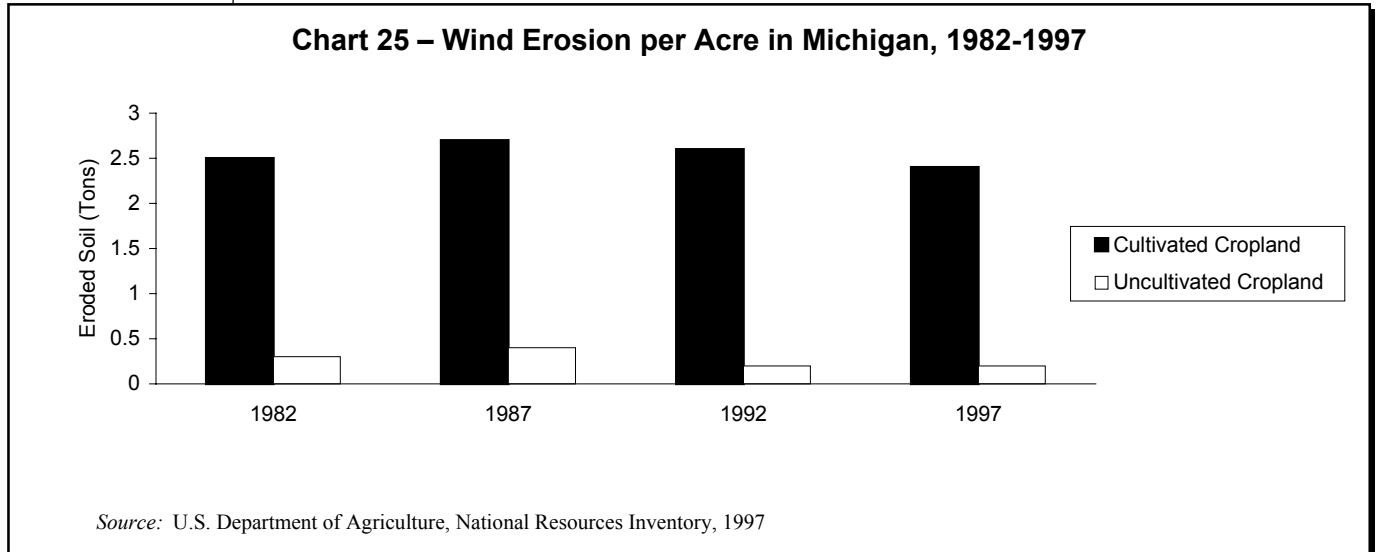 Chart 25 – Wind Erosion per Acre in Michigan, 1982-1997
3
2.5
2
1.5
1
0.5
0
Eroded Soil (Tons)
1982 1987 1992 1997
Cultivated Cropland
Uncultivated Cropland
Source: U.S. Department of Agriculture, National Resources Inventory, 1997